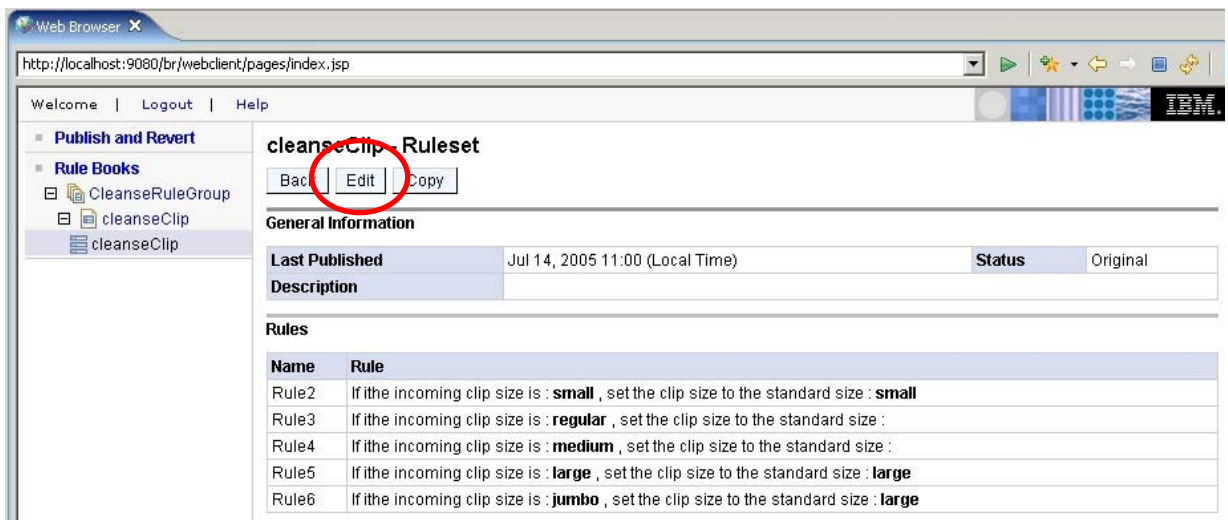 Web Browser
http://localhost:9080/br/webclient/pages/index.jsp
Welcome | Logout | Help
IBM.
Publish and Revert
Rule Books
CleanseRuleGroup
cleanseClip
cleanseClip
cleanseClip - Ruleset
Back Edit Copy
General Information
Last Published Jul 14, 2005 11:00 (Local Time) Status Original
Description
Rules
Name Rule
Rule2 If ithe incoming clip size is : small , set the clip size to the standard size : small
Rule3 If ithe incoming clip size is : regular , set the clip size to the standard size :
Rule4 If ithe incoming clip size is : medium , set the clip size to the standard size :
Rule5 If ithe incoming clip size is : large , set the clip size to the standard size : large
Rule6 If ithe incoming clip size is : jumbo , set the clip size to the standard size : large